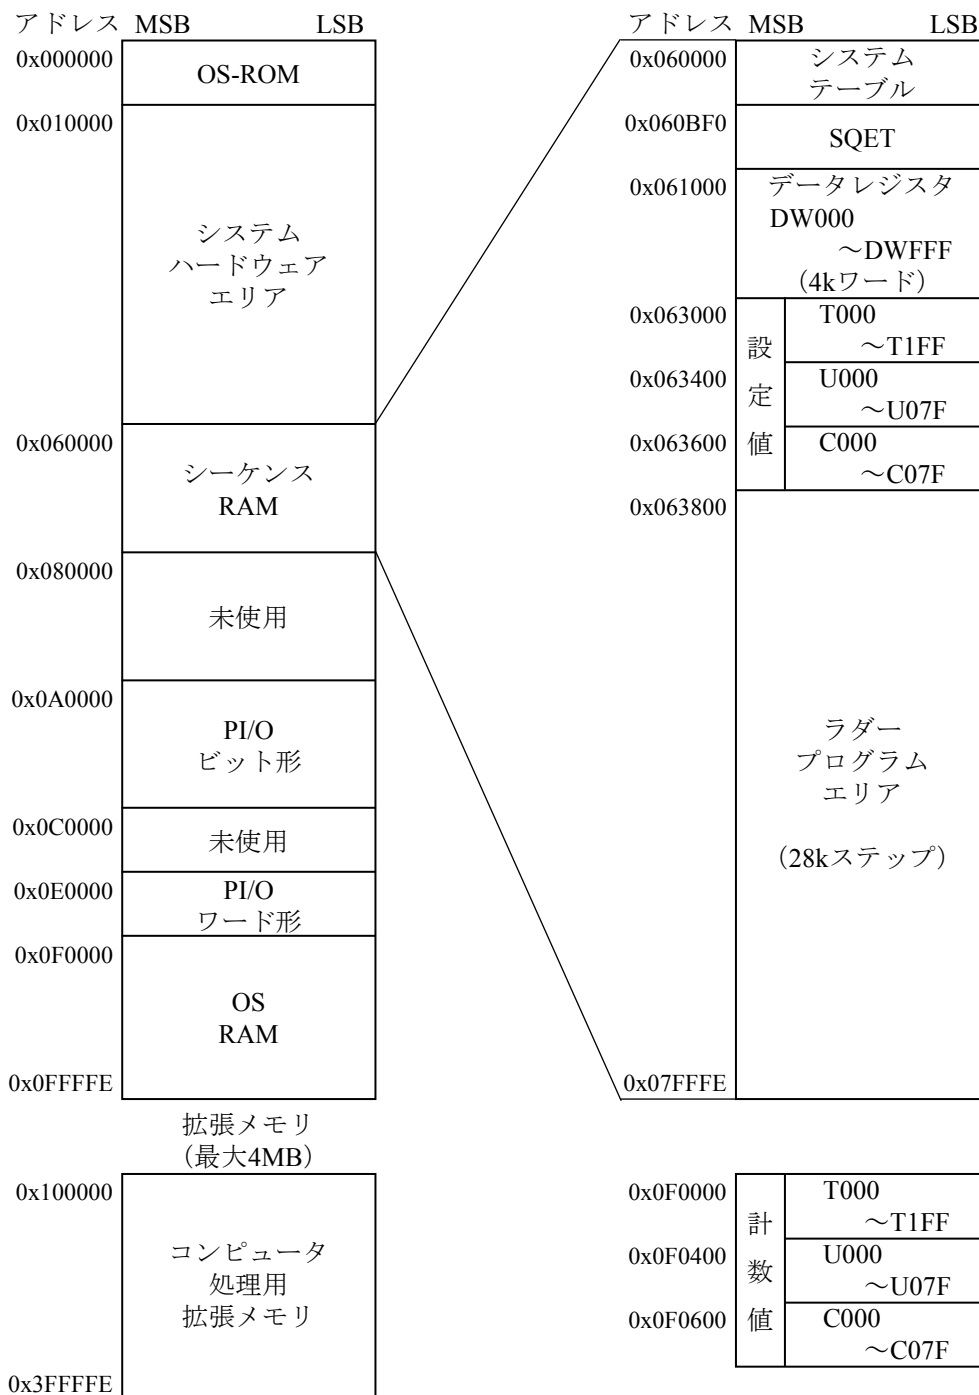 アドレス MSB LSB
0x000000
OS-ROM
0x010000
システム
ハードウェア
エリア
0x060000
シーケンス
RAM
0x080000
未使用
0x0A0000
PI/O
ビット形
0x0C0000
未使用
0x0E0000
PI/O
ワード形
0x0F0000
OS
RAM
0x0FFFFE
拡張メモリ
（最大4MB）
0x100000
コンピュータ
処理用
拡張メモリ
0x3FFFFE
アドレス MSB LSB
0x060000
システム
テーブル
0x060BF0
SQET
0x061000
データレジスタ
DW000
～DWFFF
（4kワード）
設定値
0x063000
T000
～T1FF
0x063400
U000
～U07F
0x063600
C000
～C07F
0x063800
ラダー
プログラム
エリア
（28kステップ）
0x07FFFE
計数値
0x0F0000
T000
～T1FF
0x0F0400
U000
～U07F
0x0F0600
C000
～C07F